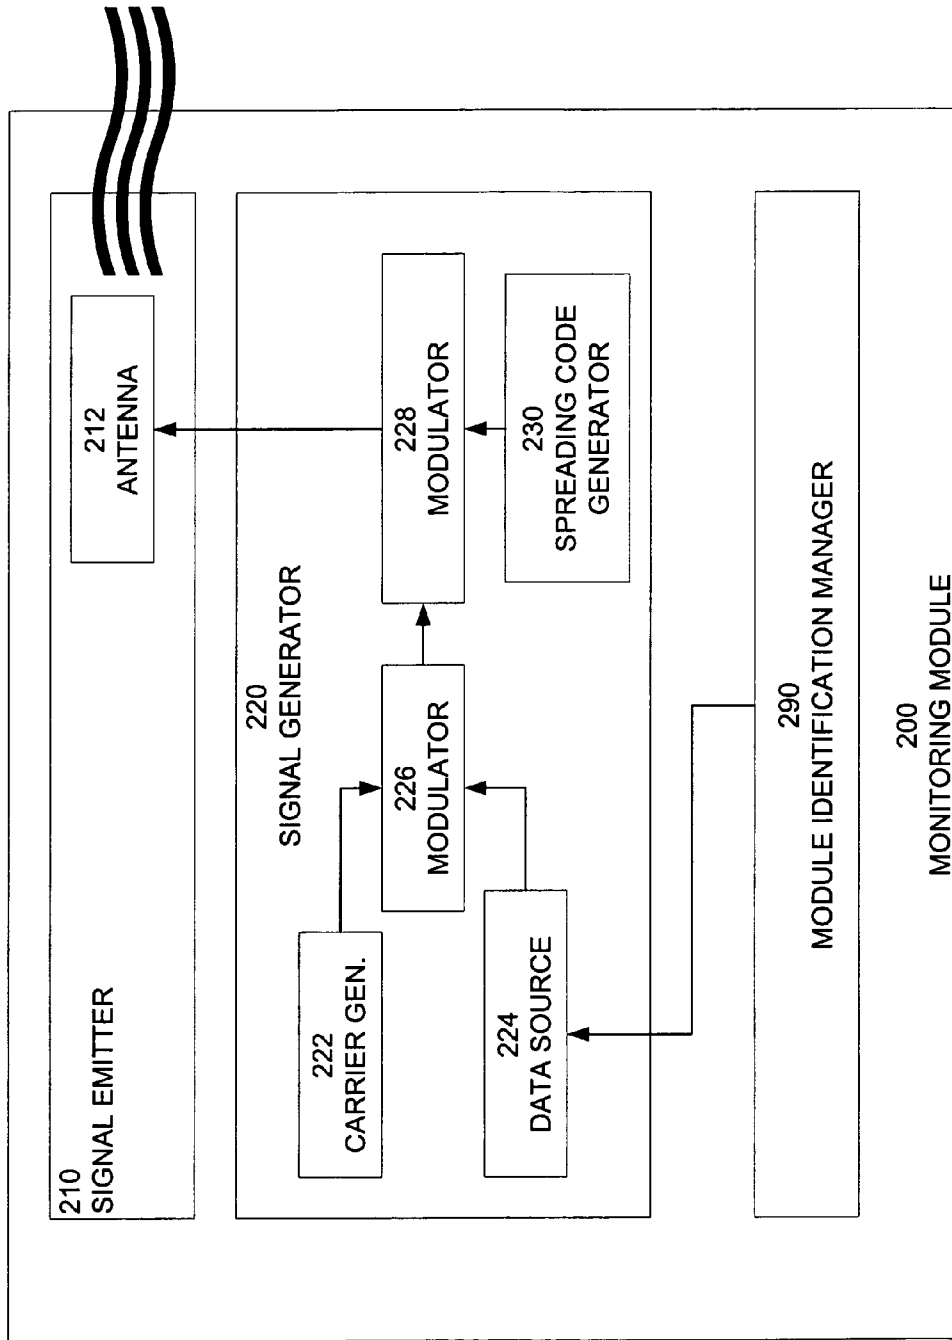 210
SIGNAL EMITTER
212
ANTENNA
220
SIGNAL GENERATOR
222
CARRIER GEN.
224
DATA SOURCE
226
MODULATOR
228
MODULATOR
230
SPREADING CODE
GENERATOR
290
MODULE IDENTIFICATION MANAGER
200
MONITORING MODULE